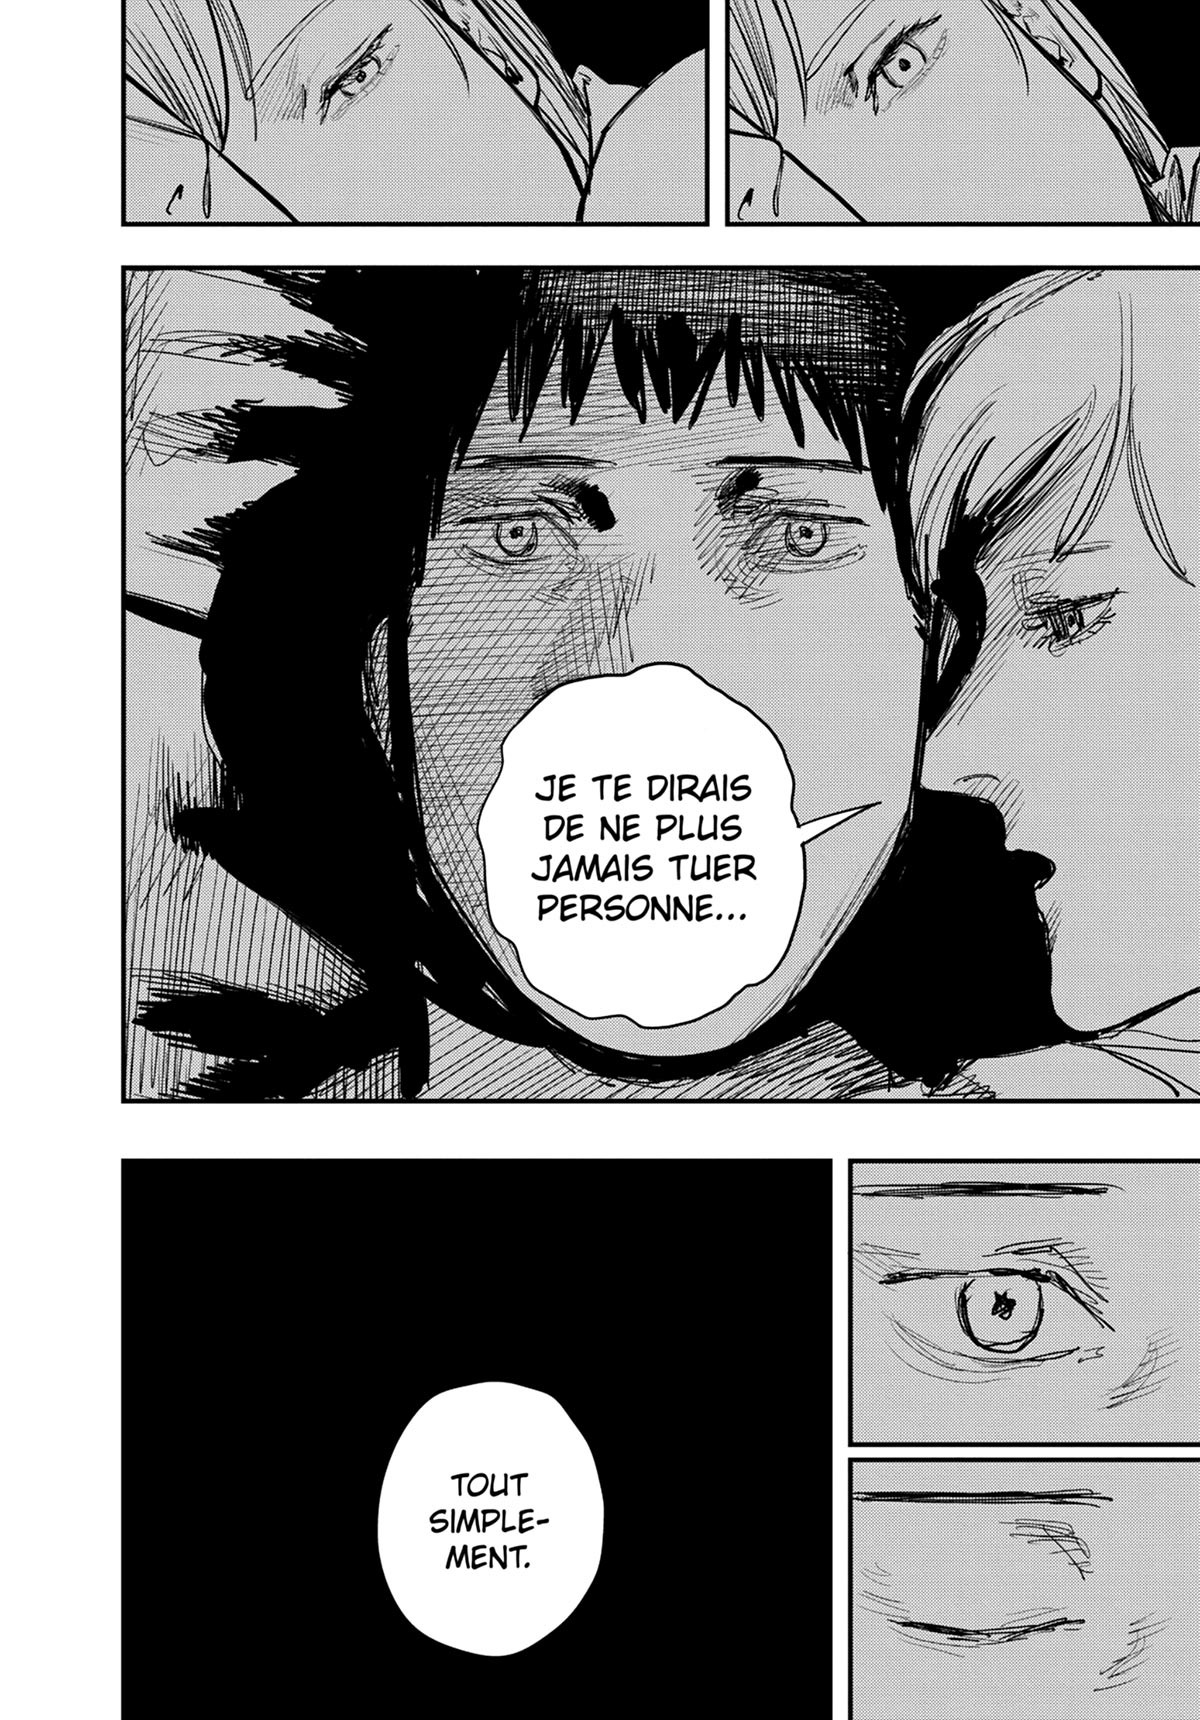 JE TE DIRAIS
DE NE PLUS
JAMAIS TUER
PERSONNE...
TOUT
SIMPLE-
MENT.